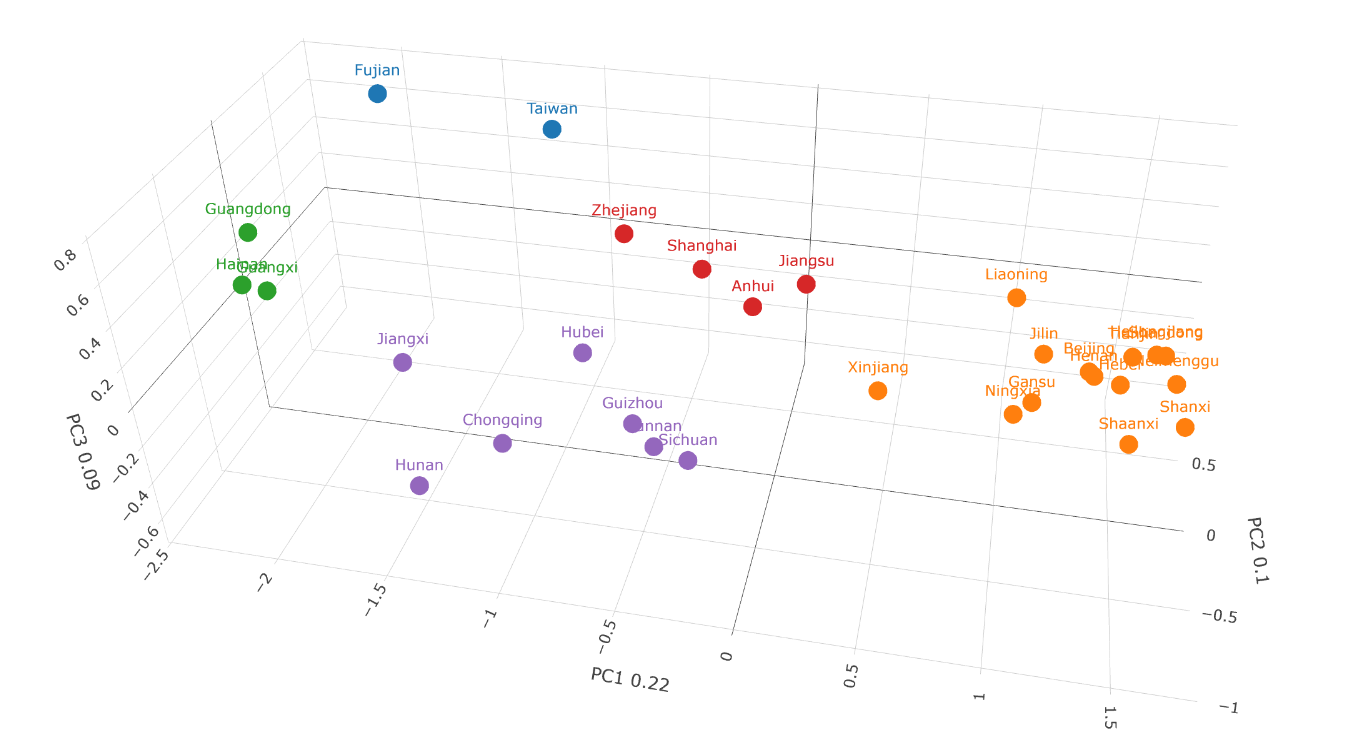 Fujian
Taiwan
Guangdong
Zhejiang
Shanghai
Jiangsu
Guangxi
Liaoning
Anhui
Hubei
Jilin
Jiangxi
Beijing
Henan
Hebei
Xinjiang
Gansu
Ningxia
Guizhou
Shanxi
Chongqing
Shaanxi
Sichuan
Hunan
0.8
0.6
0.4
0.2
0
−0.2
−0.4
−0.6
PC3 0.09
−2.5
−2
−1.5
−1
−0.5
0
0.5
1
1.5
PC1 0.22
0.5
0
−0.5
−1
PC2 0.1